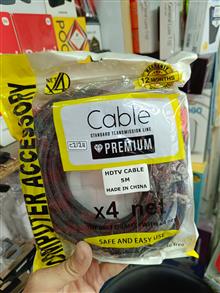 COMPUTER ACCESSORY
WARRANTY
12 MONTHS
Cable
STANDARD TRANSMISSION LINE
PREMIUM
HDTV CABLE
5M
MADE IN CHINA
x4 net
SAFE AND EASY USE